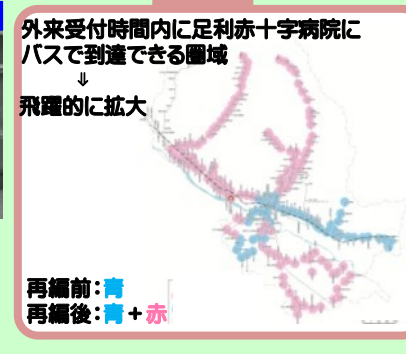 外来受付時間内に足利赤十字病院に
バスで到達できる圏域
⇓
飛躍的に拡大
再編前：青
再編後：青＋赤